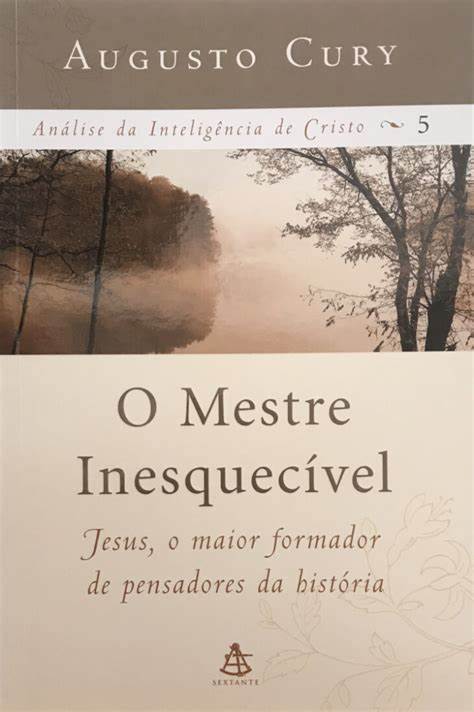 AUGUSTO CURY
Análise da Inteligência de Cristo ~ 5
O Mestre
Inesquecível
Jesus, o maior formador
de pensadores da história
SEXTANTE